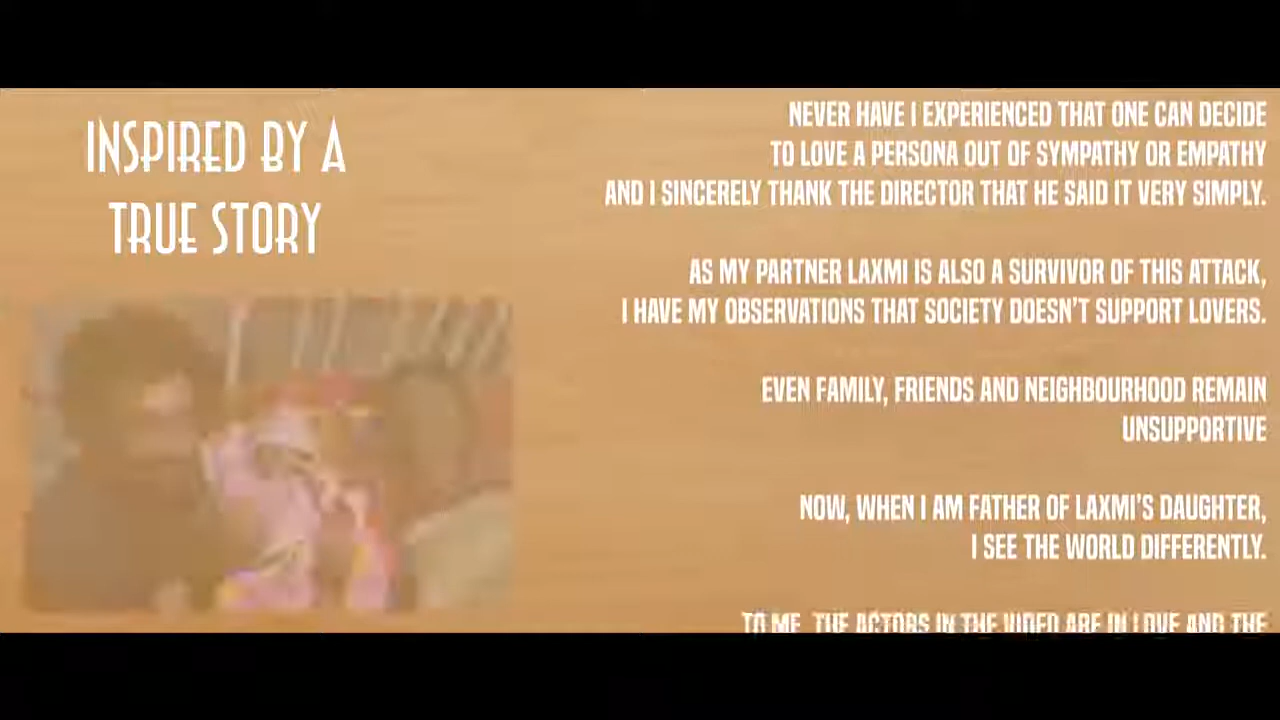 INSPIRED BY A
TRUE STORY
NEVER HAVE I EXPERIENCED THAT ONE CAN DECIDE
TO LOVE A PERSONA OUT OF SYMPATHY OR EMPATHY
AND I SINCERELY THANK THE DIRECTOR THAT HE SAID IT VERY SIMPLY.
AS MY PARTNER LAXMI IS ALSO A SURVIVOR OF THIS ATTACK,
I HAVE MY OBSERVATIONS THAT SOCIETY DOESN'T SUPPORT LOVERS.
EVEN FAMILY, FRIENDS AND NEIGHBOURHOOD REMAIN
UNSUPPORTIVE
NOW, WHEN I AM FATHER OF LAXMI'S DAUGHTER,
I SEE THE WORLD DIFFERENTLY.
TO ME, THE ACTORS IN THE VIDEO ARE IN LOVE AND THE